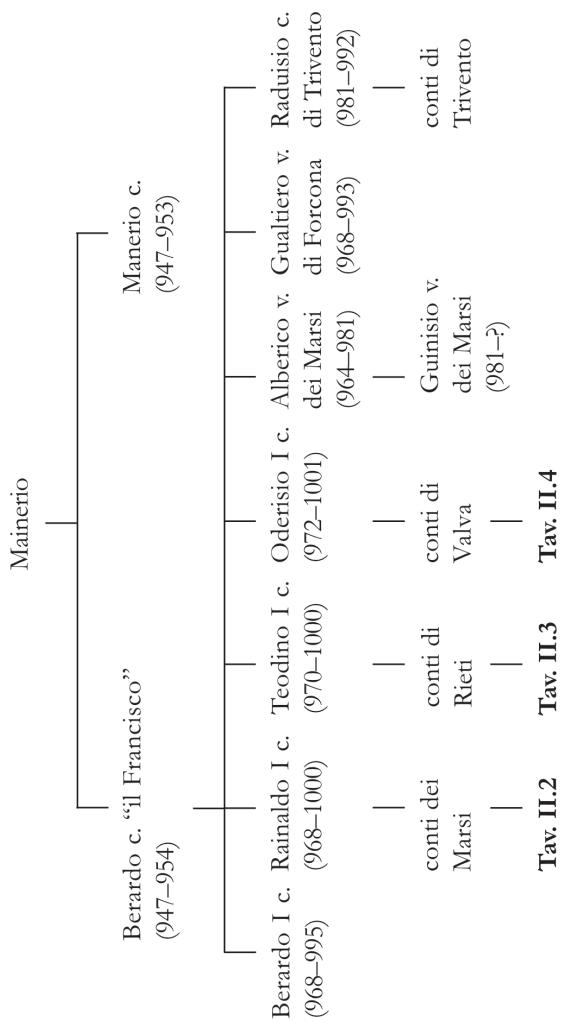 Mainerio
Berardo c. “il Francisco”
(947–954)
Manerio c.
(947–953)
Berardo I c.
(968–995)
Rainaldo I c.
(968–1000)
Teodino I c.
(970–1000)
Oderisio I c.
(972–1001)
Alberico v.
dei Marsi
(964–981)
Gualtiero v.
di Forcona
(968–993)
Raduisio c.
di Trivento
(981–992)
conti dei
Marsi
conti di
Rieti
conti di
Valva
Guinisio v.
dei Marsi
(981–?)
conti di
Trivento
Tav. II.2
Tav. II.3
Tav. II.4